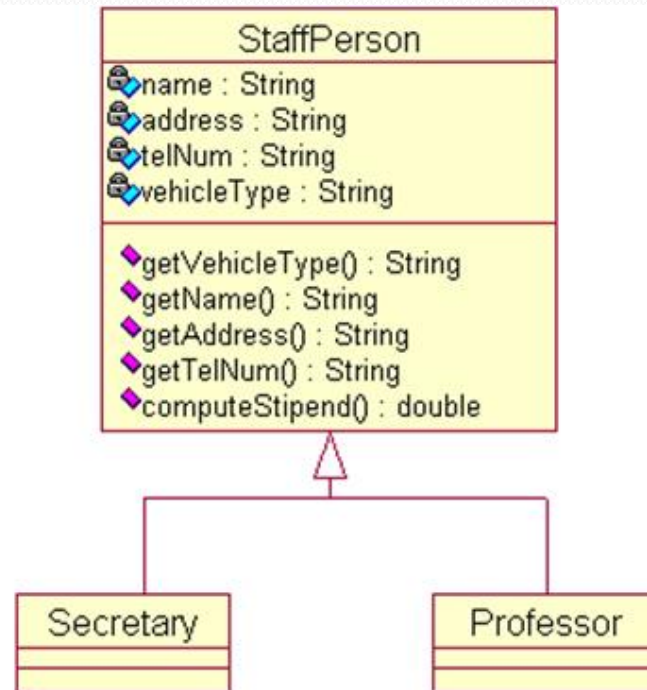 StaffPerson
name : String
address : String
telNum : String
vehicleType : String
getVehicleType() : String
getName() : String
getAddress() : String
getTelNum() : String
computeStipend() : double
Secretary
Professor